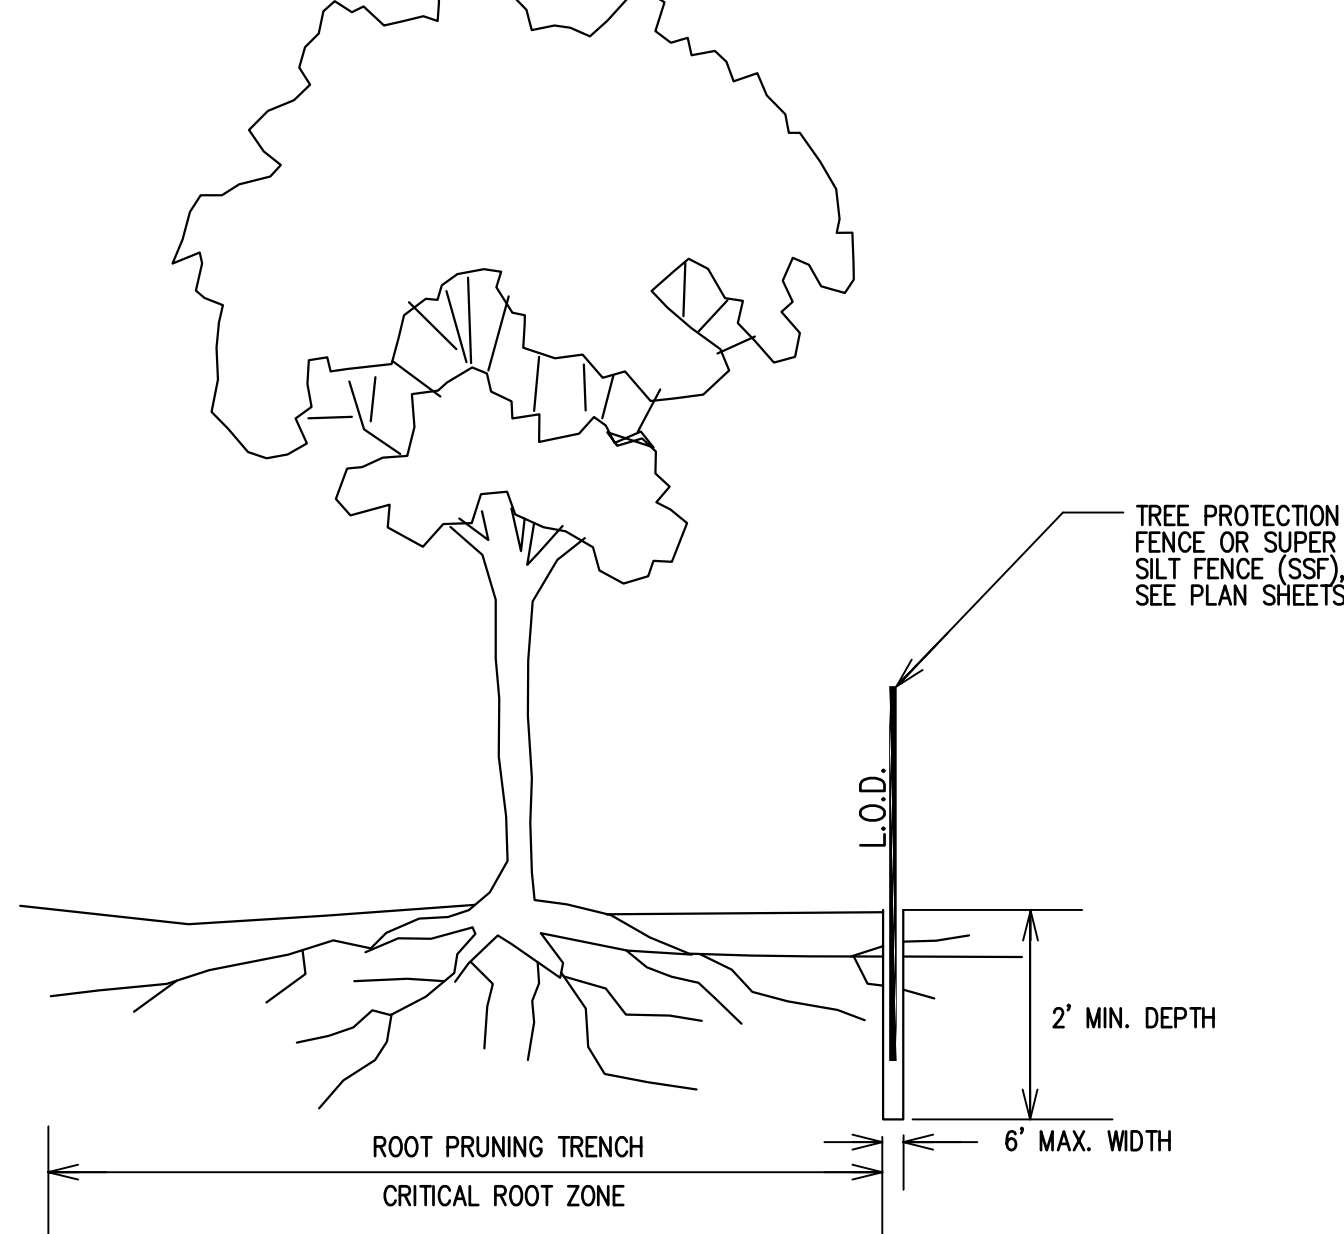 TREE PROTECTION
FENCE OR SUPER
SILT FENCE (SSF),
SEE PLAN SHEETS
L.O.D.
2' MIN. DEPTH
6' MAX. WIDTH
ROOT PRUNING TRENCH
CRITICAL ROOT ZONE